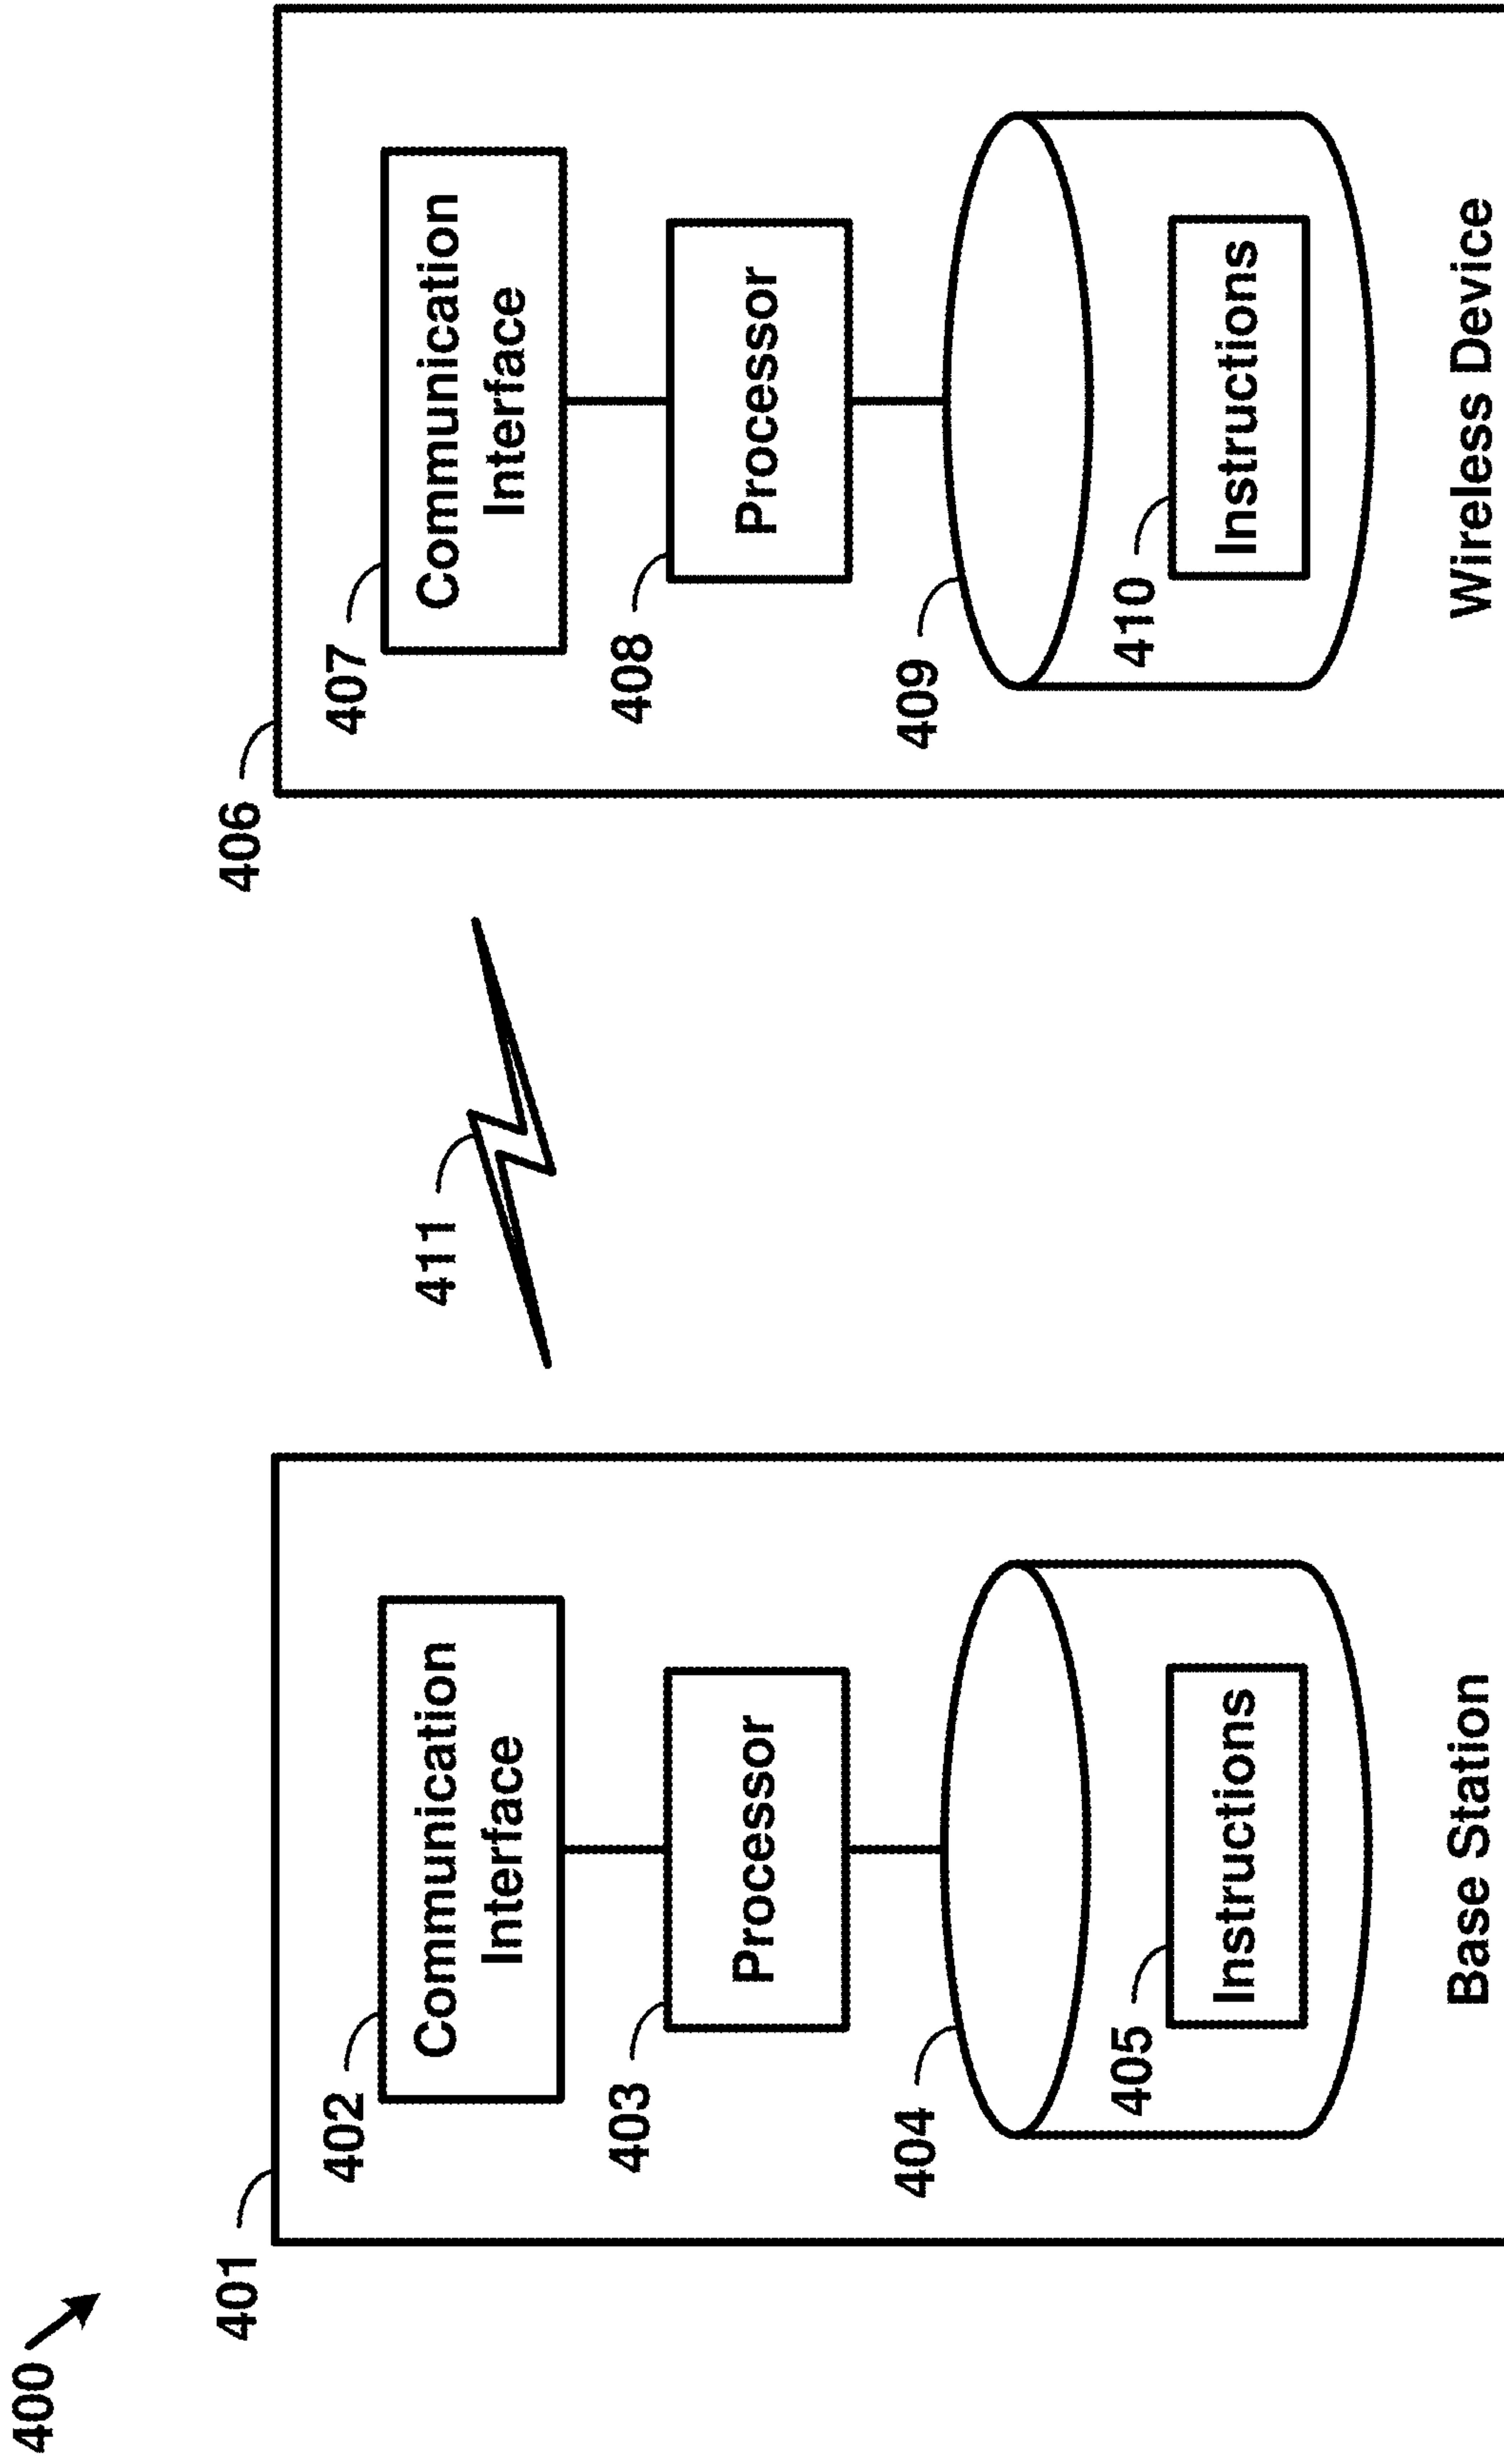 400
401
402
Communication
Interface
403
Processor
404
405
Instructions
Base Station
411
406
407
Communication
Interface
408
Processor
409
410
Instructions
Wireless Device